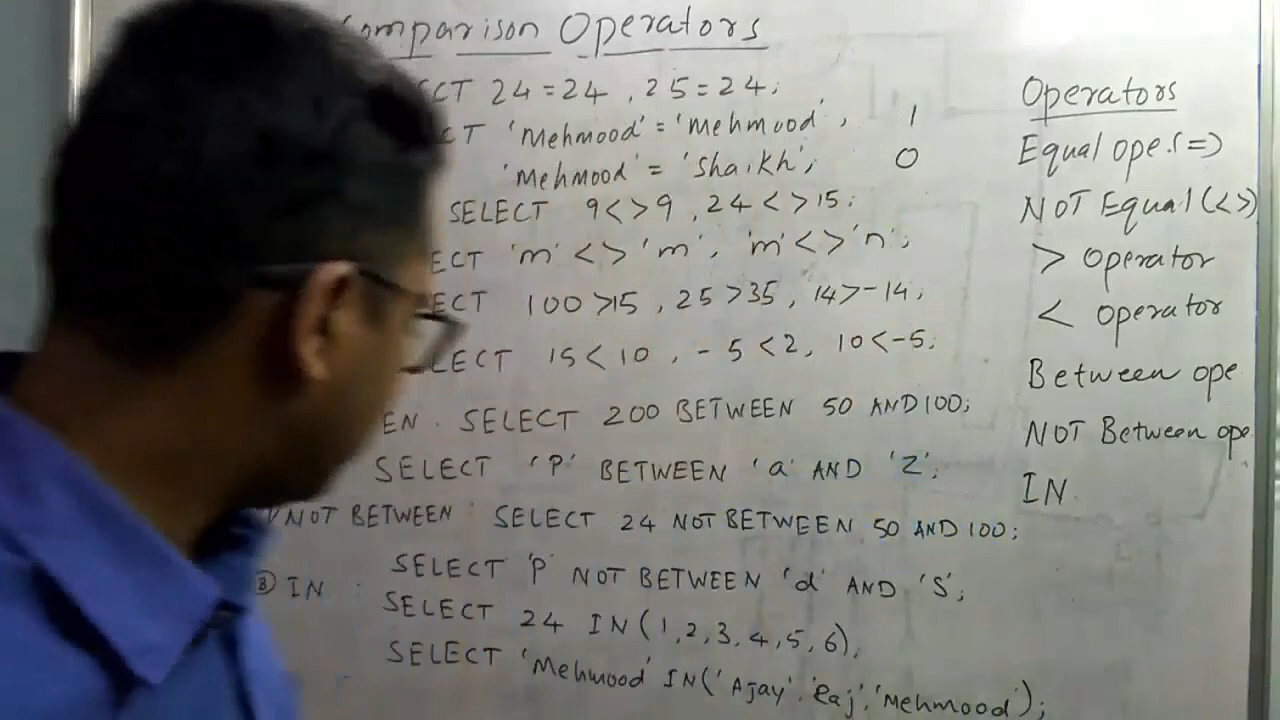 omparison Operators
CT 24=24 , 25=24;
CT 'Mehmood' = 'Mehmood',
'Mehmood' = 'Shaikh';
1
0
SELECT 9<>9 , 24<>15;
ECT 'm' <> 'm', 'm' <> 'n';
ECT 100>15 , 25>35, 14>-14;
LECT 15<10 , -5<2, 10<-5;
EN. SELECT 200 BETWEEN 50 AND 100;
SELECT 'P' BETWEEN 'a' AND 'Z';
NOT BETWEEN : SELECT 24 NOT BETWEEN 50 AND 100;
SELECT 'P' NOT BETWEEN 'd' AND 'S';
⑧ IN : SELECT 24 IN(1,2,3,4,5,6),
SELECT 'Mehmood' IN('Ajay','Raj','Mehmood');
Operators
Equal ope.(=)
NOT Equal(<>)
> Operator
< operator
Between ope
NOT Between ope
IN